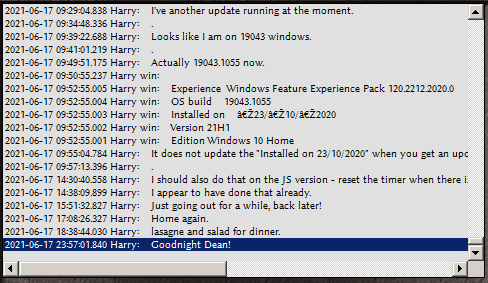 2021-06-17 09:29:04.838 Harry: I've another update running at the moment.
2021-06-17 09:34:48.336 Harry: .
2021-06-17 09:39:22.688 Harry: Looks like I am on 19043 windows.
2021-06-17 09:41:01.219 Harry: .
2021-06-17 09:49:51.175 Harry: Actually 19043.1055 now.
2021-06-17 09:50:55.237 Harry win:
2021-06-17 09:52:55.005 Harry win: Experience Windows Feature Experience Pack 120.2212.2020.0
2021-06-17 09:52:55.004 Harry win: OS build 19043.1055
2021-06-17 09:52:55.003 Harry win: Installed on â€Ž23/â€Ž10/â€Ž2020
2021-06-17 09:52:55.002 Harry win: Version 21H1
2021-06-17 09:52:55.001 Harry win: Edition Windows 10 Home
2021-06-17 09:55:04.784 Harry: It does not update the "Installed on 23/10/2020" when you get an upd
2021-06-17 09:57:13.396 Harry: .
2021-06-17 14:30:40.558 Harry: I should also do that on the JS version - reset the timer when there i
2021-06-17 14:38:09.899 Harry: I appear to have done that already.
2021-06-17 15:51:32.827 Harry: Just going out for a while, back later!
2021-06-17 17:08:26.327 Harry: Home again.
2021-06-17 18:38:44.030 Harry: lasagne and salad for dinner.
2021-06-17 23:57:01.840 Harry: Goodnight Dean!